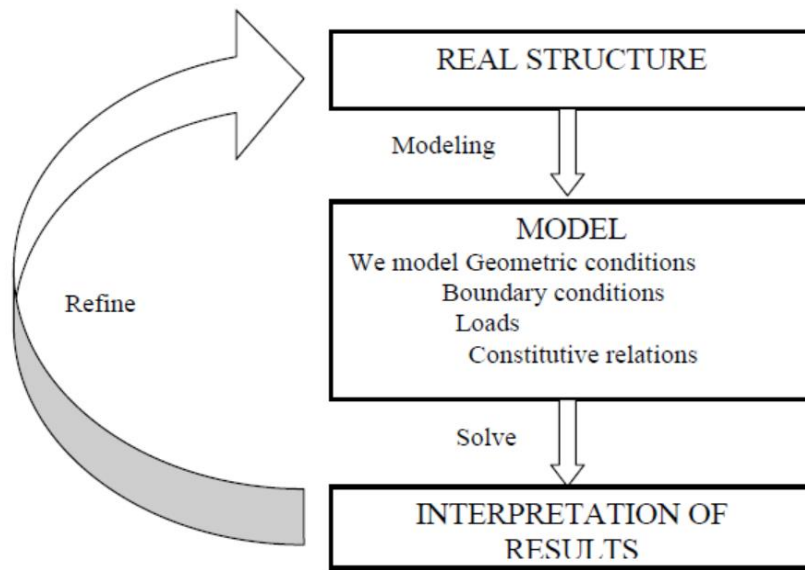 REAL STRUCTURE
Modeling
MODEL
We model Geometric conditions
Boundary conditions
Loads
Constitutive relations
Refine
Solve
INTERPRETATION OF
RESULTS